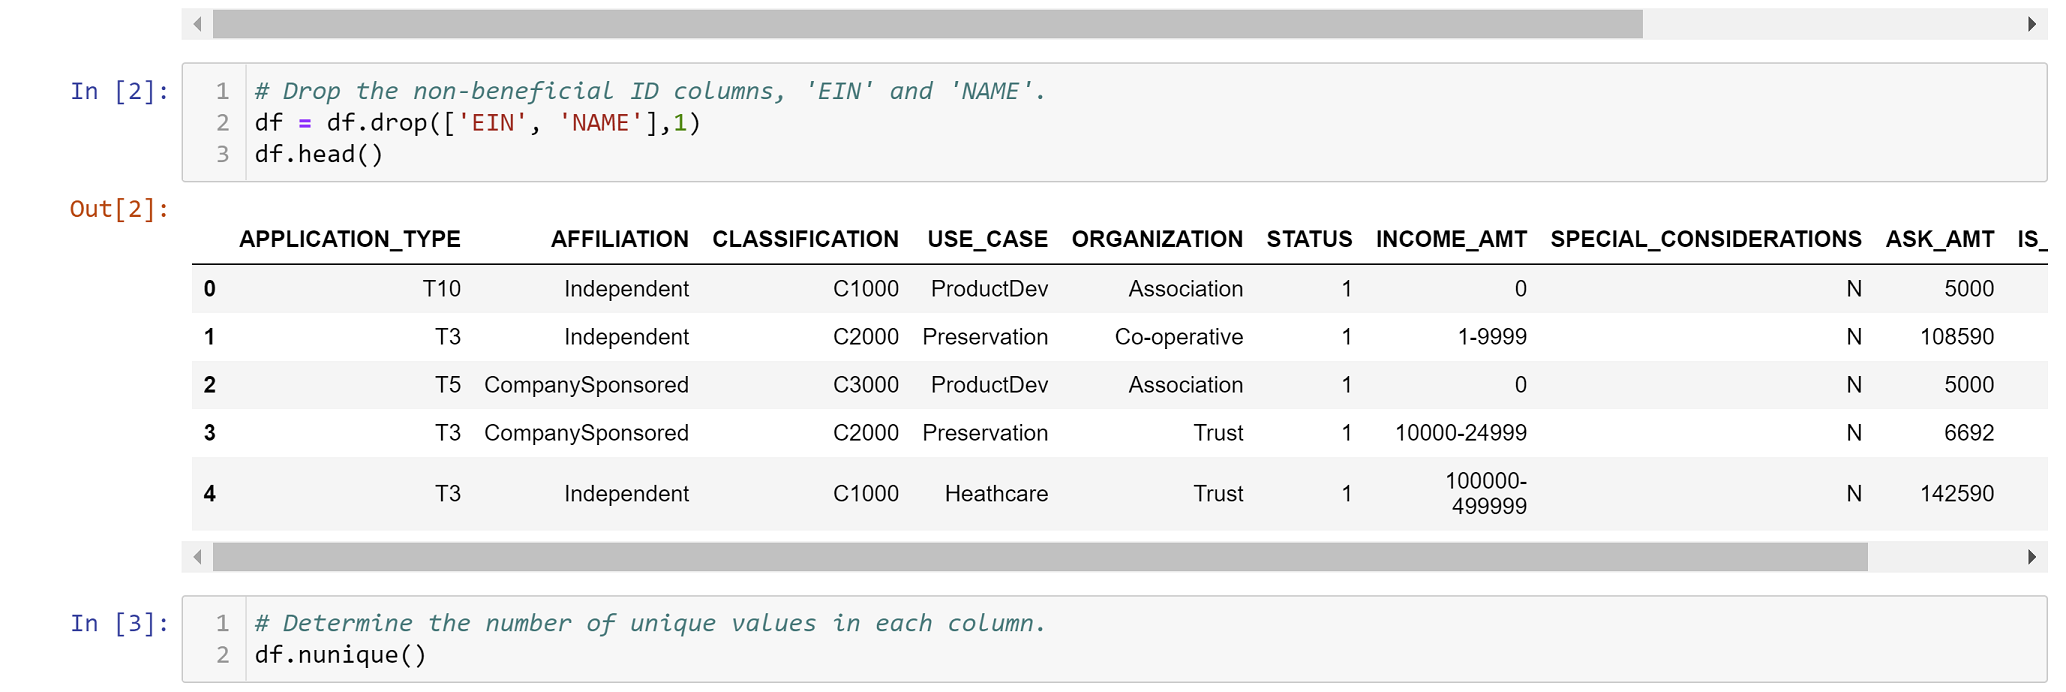 In [2]:
1 # Drop the non-beneficial ID columns, 'EIN' and 'NAME'.
2 df = df.drop(['EIN', 'NAME'],1)
3 df.head()
Out[2]:
APPLICATION_TYPE AFFILIATION CLASSIFICATION USE_CASE ORGANIZATION STATUS INCOME_AMT SPECIAL_CONSIDERATIONS ASK_AMT IS_
0 T10 Independent C1000 ProductDev Association 1 0 N 5000
1 T3 Independent C2000 Preservation Co-operative 1 1-9999 N 108590
2 T5 CompanySponsored C3000 ProductDev Association 1 0 N 5000
3 T3 CompanySponsored C2000 Preservation Trust 1 10000-24999 N 6692
4 T3 Independent C1000 Heathcare Trust 1 100000-
499999 N 142590
In [3]:
1 # Determine the number of unique values in each column.
2 df.nunique()